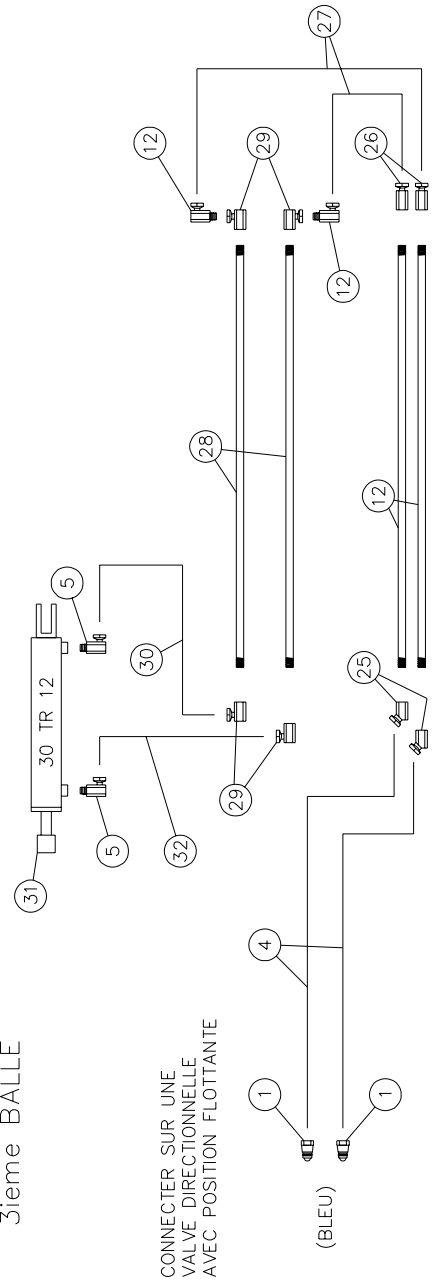 3ieme BALLE
CONNECTER SUR UNE
VALVE DIRECTIONNELLE
AVEC POSITION FLOTTANTE
(BLEU)
1
1
4
31
30 TR 12
5
5
32
30
29
25
28
12
12
29
12
26
27